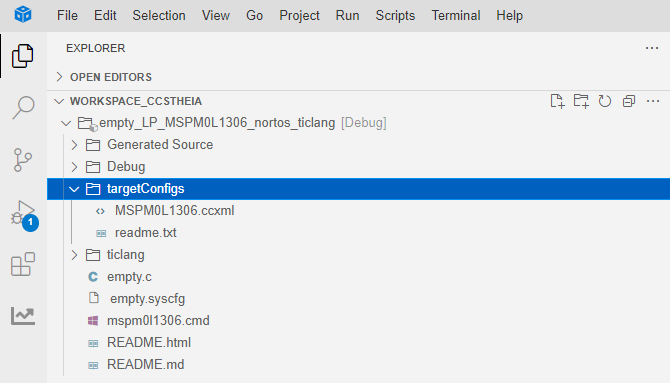 File Edit Selection View Go Project Run Scripts Terminal Help
EXPLORER
OPEN EDITORS
WORKSPACE_CCSTHEIA
empty_LP_MSPM0L1306_nortos_ticlang [Debug]
Generated Source
Debug
targetConfigs
MSPM0L1306.ccxml
1
readme.txt
ticlang
empty.c
empty.syscfg
mspm0l1306.cmd
README.html
README.md